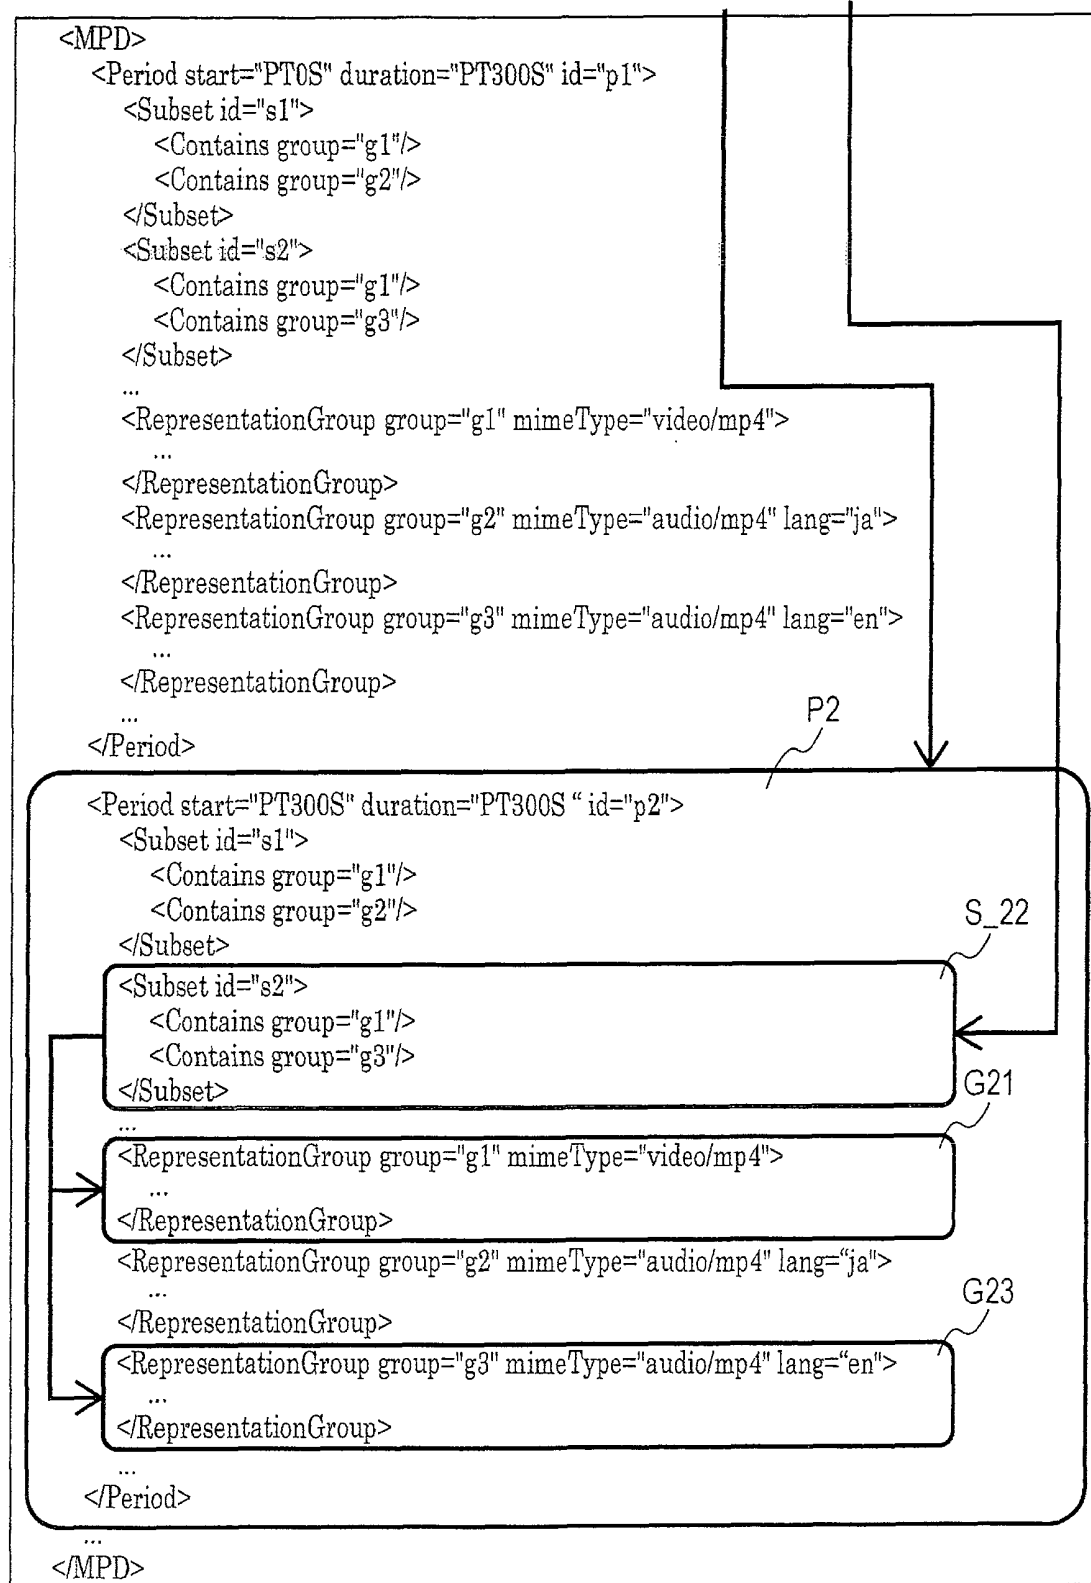 <MPD>
<Period start="PT0S" duration="PT300S" id="p1">
<Subset id="s1">
<Contains group="g1"/>
<Contains group="g2"/>
</Subset>
<Subset id="s2">
<Contains group="g1"/>
<Contains group="g3"/>
</Subset>
...
<RepresentationGroup group="g1" mimeType="video/mp4">
...
</RepresentationGroup>
<RepresentationGroup group="g2" mimeType="audio/mp4" lang="ja">
...
</RepresentationGroup>
<RepresentationGroup group="g3" mimeType="audio/mp4" lang="en">
...
</RepresentationGroup>
...
</Period>
P2
<Period start="PT300S" duration="PT300S “ id="p2">
<Subset id="s1">
<Contains group="g1"/>
<Contains group="g2"/>
</Subset>
S_22
<Subset id="s2">
<Contains group="g1"/>
<Contains group="g3"/>
</Subset>
G21
...
<RepresentationGroup group="g1" mimeType="video/mp4">
...
</RepresentationGroup>
<RepresentationGroup group="g2" mimeType="audio/mp4" lang=“ja">
...
</RepresentationGroup>
G23
<RepresentationGroup group="g3" mimeType="audio/mp4" lang=“en">
...
</RepresentationGroup>
...
</Period>
...
</MPD>